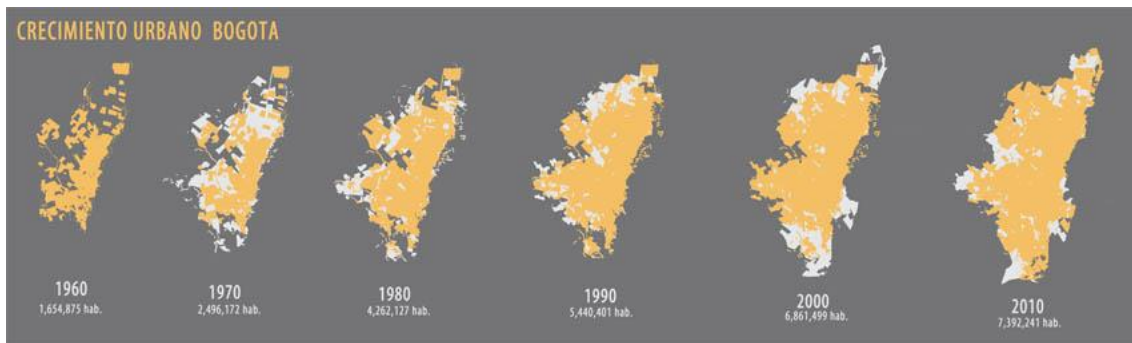 CRECIMIENTO URBANO BOGOTA
1960
1,654,875 hab.
1970
2,496,172 hab.
1980
4,262,127 hab.
1990
5,440,401 hab.
2000
6,861,499 hab.
2010
7,392,241 hab.